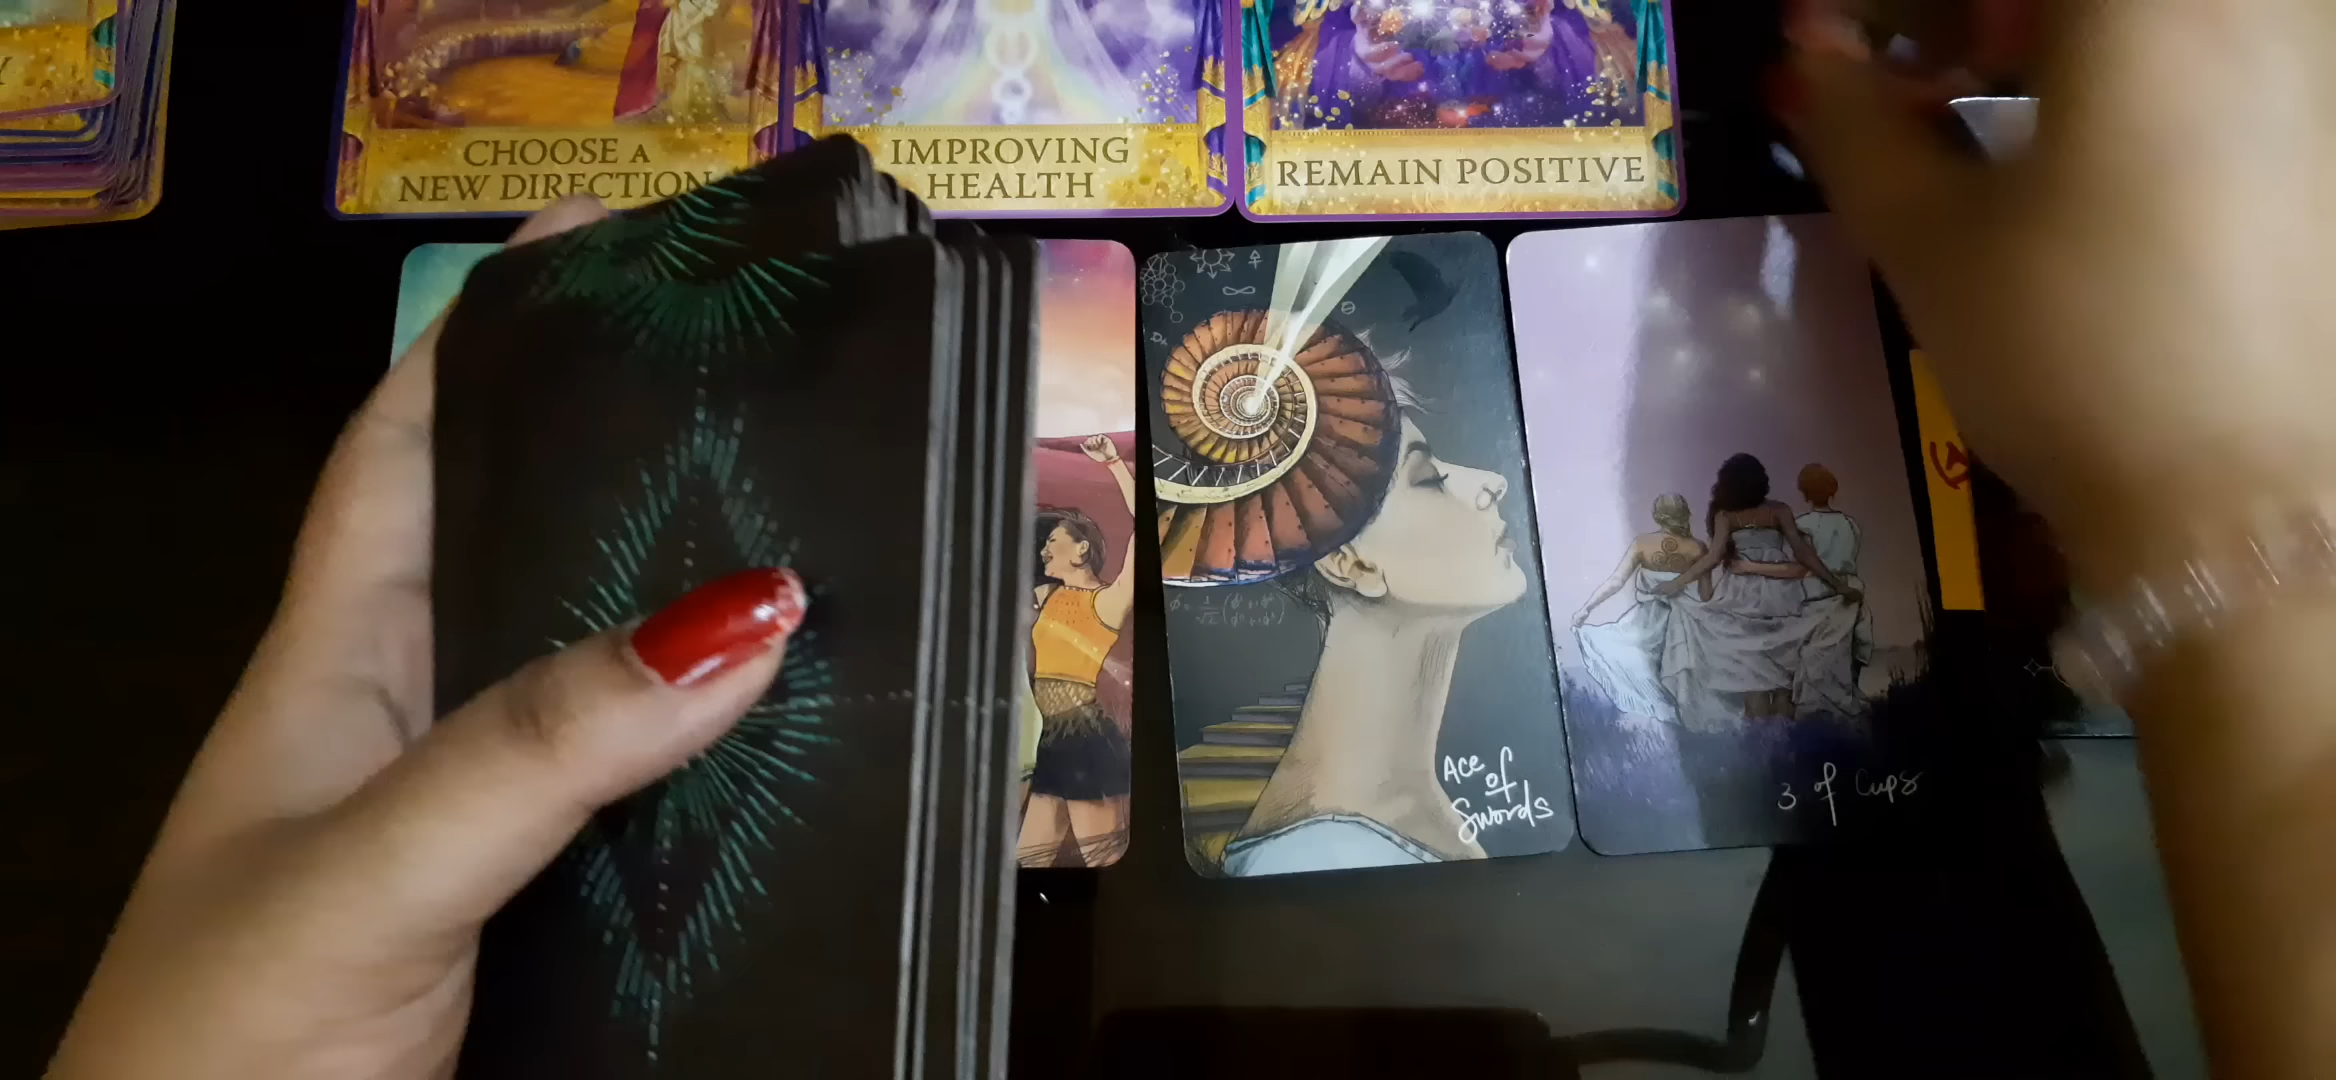 Y
CHOOSE A
NEW DIRECTION
IMPROVING
HEALTH
REMAIN POSITIVE
Ace
of
Swords
3 of Cups